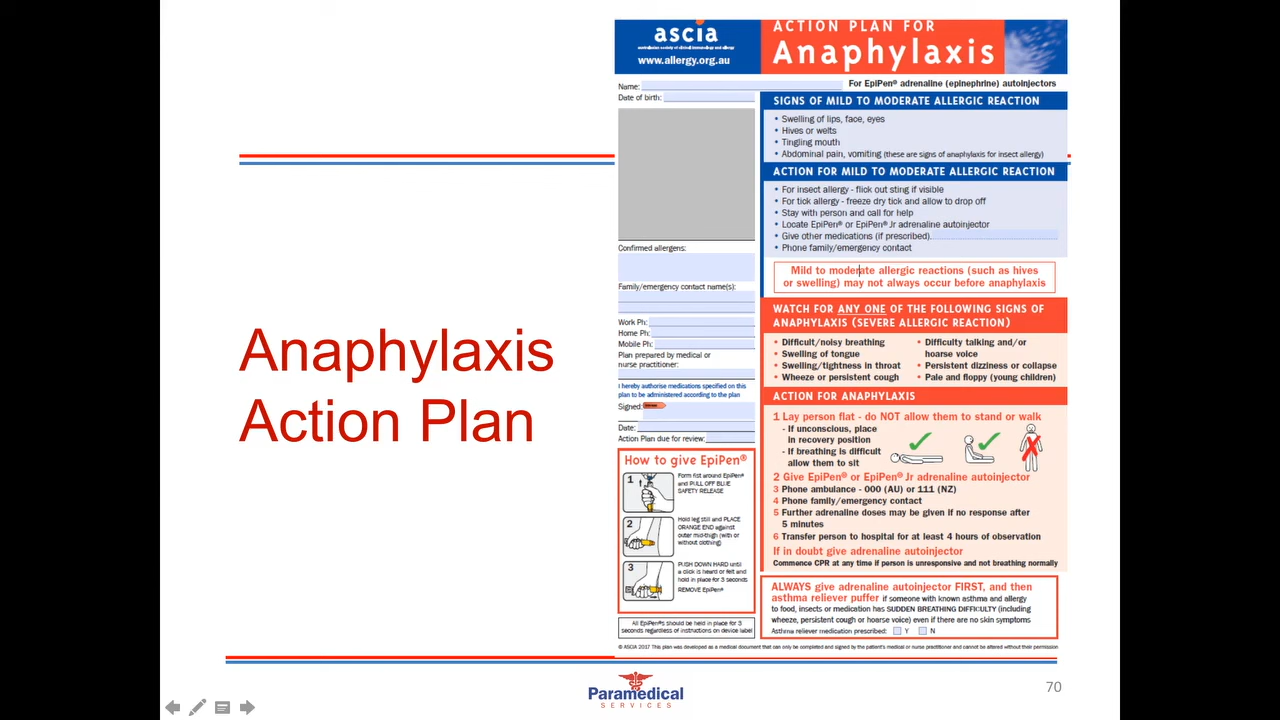 Anaphylaxis
Action Plan
ascia
australasian society of clinical immunology and allergy
www.allergy.org.au
ACTION PLAN FOR
Anaphylaxis
Name:
Date of birth:
Confirmed allergens:
Family/emergency contact name(s):
Work Ph:
Home Ph:
Mobile Ph:
Plan prepared by medical or
nurse practitioner:
I hereby authorise medications specified on this
plan to be administered according to the plan
Signed:
Date:
Action Plan due for review:
How to give EpiPen®
1
Form fist around EpiPen®
and PULL OFF BLUE
SAFETY RELEASE
2
Hold leg still and PLACE
ORANGE END against
outer mid-thigh (with or
without clothing)
3
PUSH DOWN HARD until
a click is heard or felt and
hold in place for 3 seconds
REMOVE EpiPen®
All EpiPen®s should be held in place for 3
seconds regardless of instructions on device label
For EpiPen® adrenaline (epinephrine) autoinjectors
SIGNS OF MILD TO MODERATE ALLERGIC REACTION
• Swelling of lips, face, eyes
• Hives or welts
• Tingling mouth
• Abdominal pain, vomiting (these are signs of anaphylaxis for insect allergy)
ACTION FOR MILD TO MODERATE ALLERGIC REACTION
• For insect allergy - flick out sting if visible
• For tick allergy - freeze dry tick and allow to drop off
• Stay with person and call for help
• Locate EpiPen® or EpiPen® Jr adrenaline autoinjector
• Give other medications (if prescribed)
• Phone family/emergency contact
Mild to moderate allergic reactions (such as hives
or swelling) may not always occur before anaphylaxis
WATCH FOR ANY ONE OF THE FOLLOWING SIGNS OF
ANAPHYLAXIS (SEVERE ALLERGIC REACTION)
• Difficult/noisy breathing
• Swelling of tongue
• Swelling/tightness in throat
• Wheeze or persistent cough
• Difficulty talking and/or
hoarse voice
• Persistent dizziness or collapse
• Pale and floppy (young children)
ACTION FOR ANAPHYLAXIS
1 Lay person flat - do NOT allow them to stand or walk
- If unconscious, place
in recovery position
- If breathing is difficult
allow them to sit
2 Give EpiPen® or EpiPen® Jr adrenaline autoinjector
3 Phone ambulance - 000 (AU) or 111 (NZ)
4 Phone family/emergency contact
5 Further adrenaline doses may be given if no response after
5 minutes
6 Transfer person to hospital for at least 4 hours of observation
If in doubt give adrenaline autoinjector
Commence CPR at any time if person is unresponsive and not breathing normally
ALWAYS give adrenaline autoinjector FIRST, and then
asthma reliever puffer if someone with known asthma and allergy
to food, insects or medication has SUDDEN BREATHING DIFFICULTY (including
wheeze, persistent cough or hoarse voice) even if there are no skin symptoms
Asthma reliever medication prescribed: Y N
© ASCIA 2017 This plan was developed as a medical document that can only be completed and signed by the patient's medical or nurse practitioner and cannot be altered without their permission
Paramedical
SERVICES
70